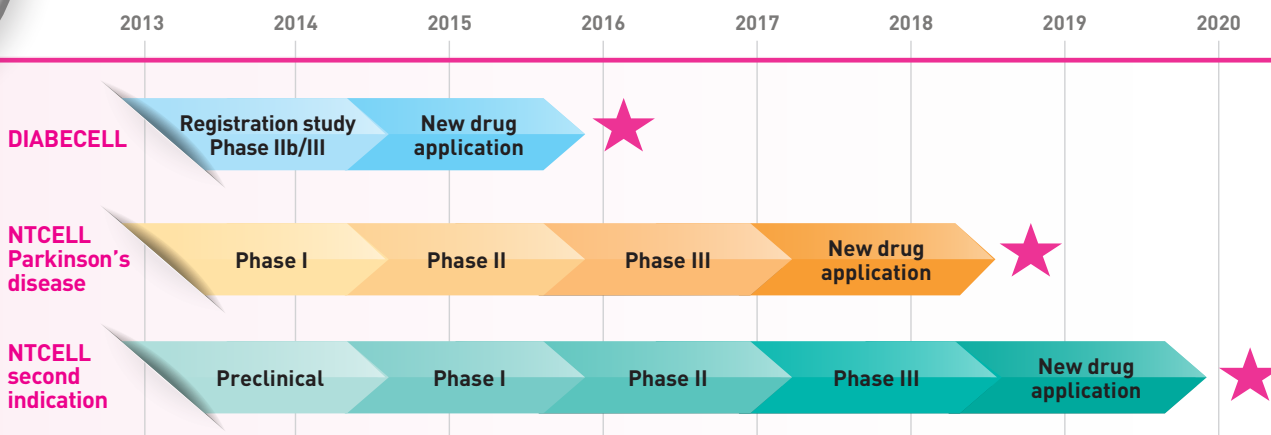 2013 2014 2015 2016 2017 2018 2019 2020
DIABECELL
Registration study
Phase IIb/III
New drug
application
NTCELL
Parkinson's
disease
Phase I
Phase II
Phase III
New drug
application
NTCELL
second
indication
Preclinical
Phase I
Phase II
Phase III
New drug
application